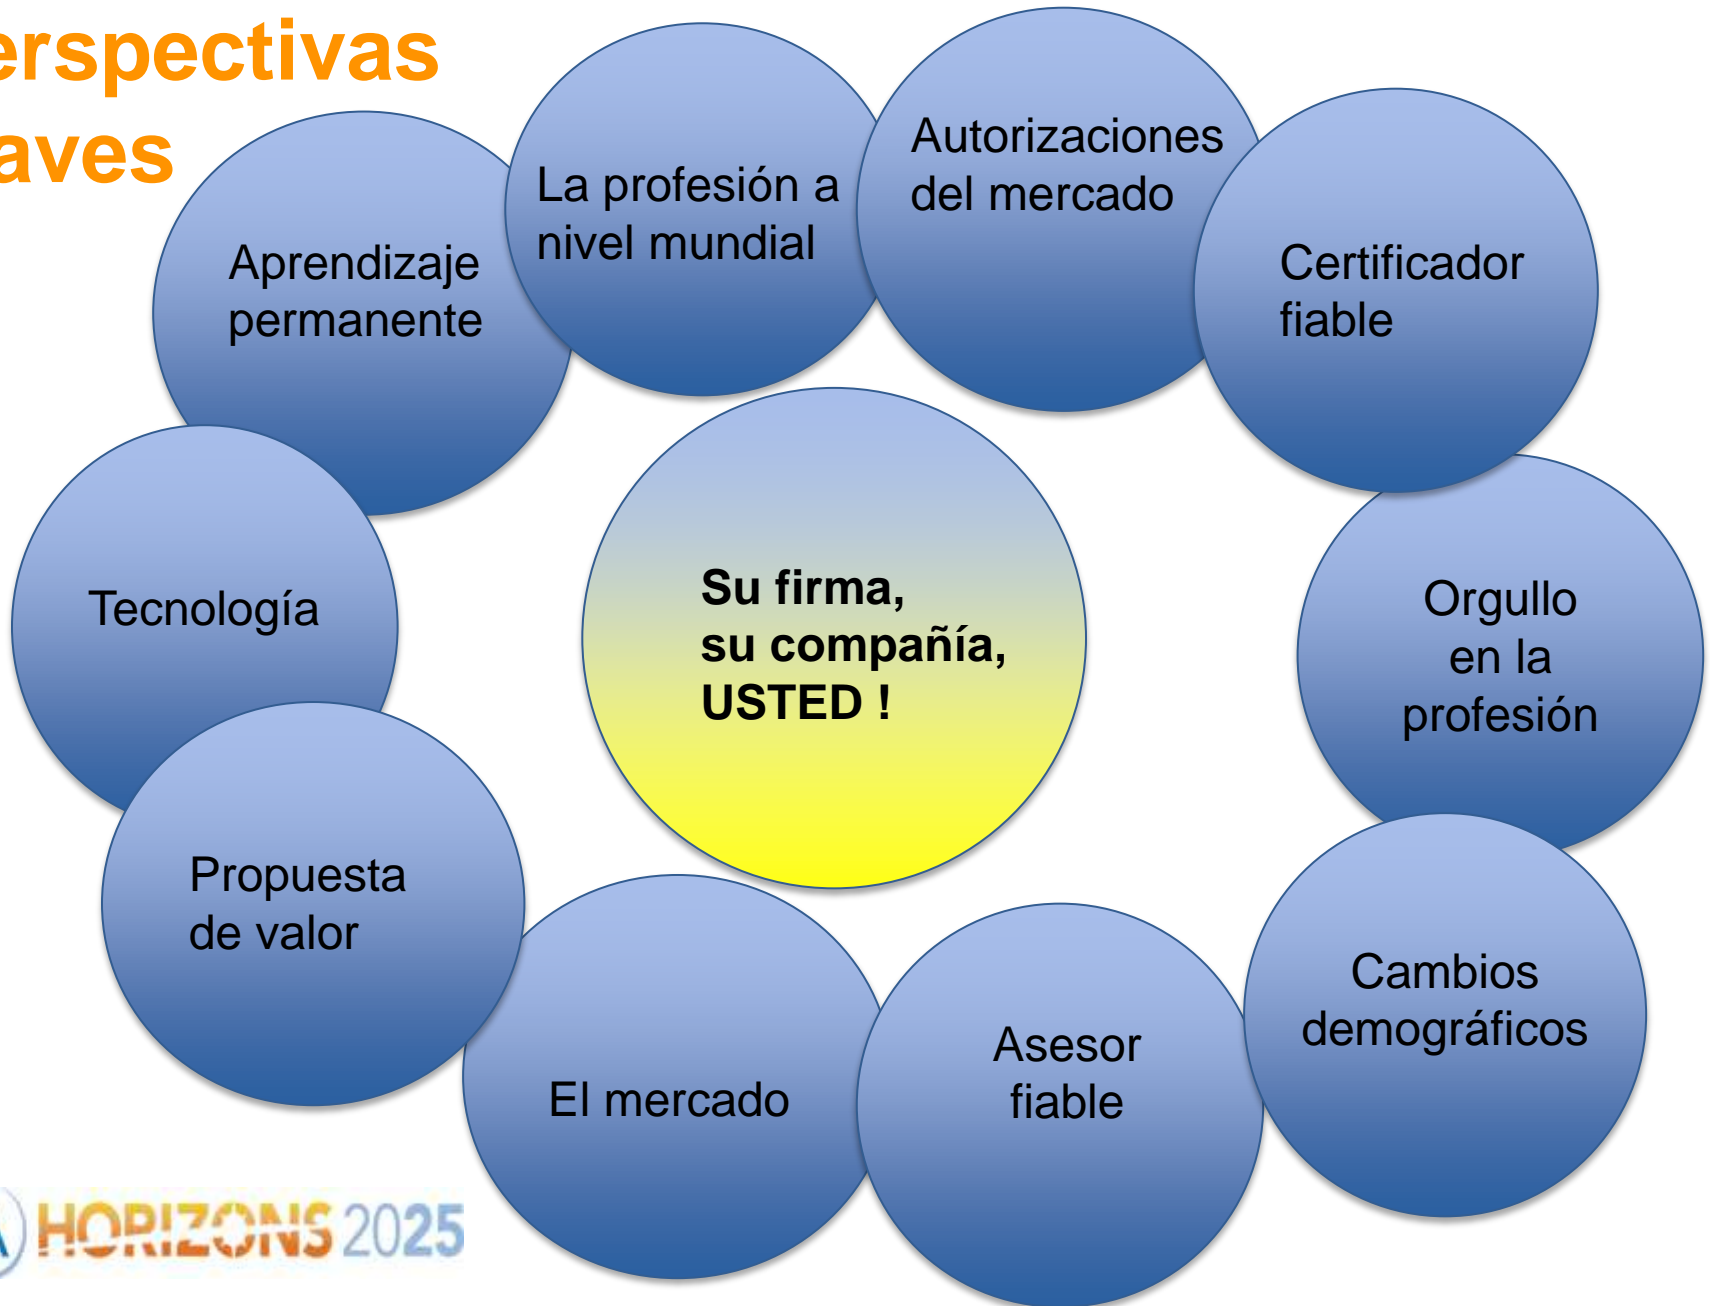 erspectivas
aves
La profesión a
nivel mundial
Autorizaciones
del mercado
Certificador
fiable
Aprendizaje
permanente
Tecnología
Su firma,
su compañía,
USTED !
Orgullo
en la
profesión
Propuesta
de valor
El mercado
Asesor
fiable
Cambios
demográficos
HORIZONS 2025